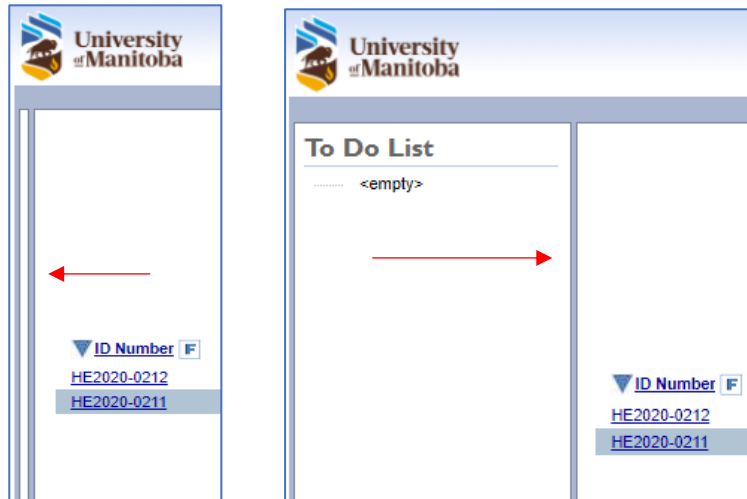 University
of Manitoba
ID Number F
HE2020-0212
HE2020-0211
University
of Manitoba
To Do List
<empty>
ID Number F
HE2020-0212
HE2020-0211